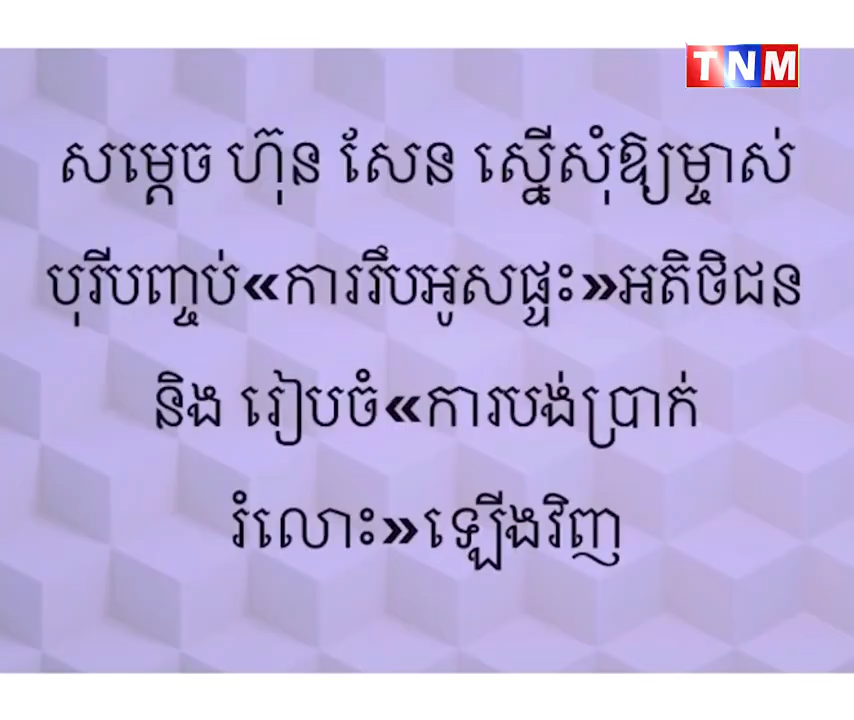 TNM
សម្តេច ហ៊ុន សែន ស្នើសុំឱ្យម្ចាស់
បុរីបញ្ចប់«ការរឹបអូសផ្ទះ»អតិថិជន
និង រៀបចំ«ការបង់ប្រាក់
រំលោះ»ឡើងវិញ